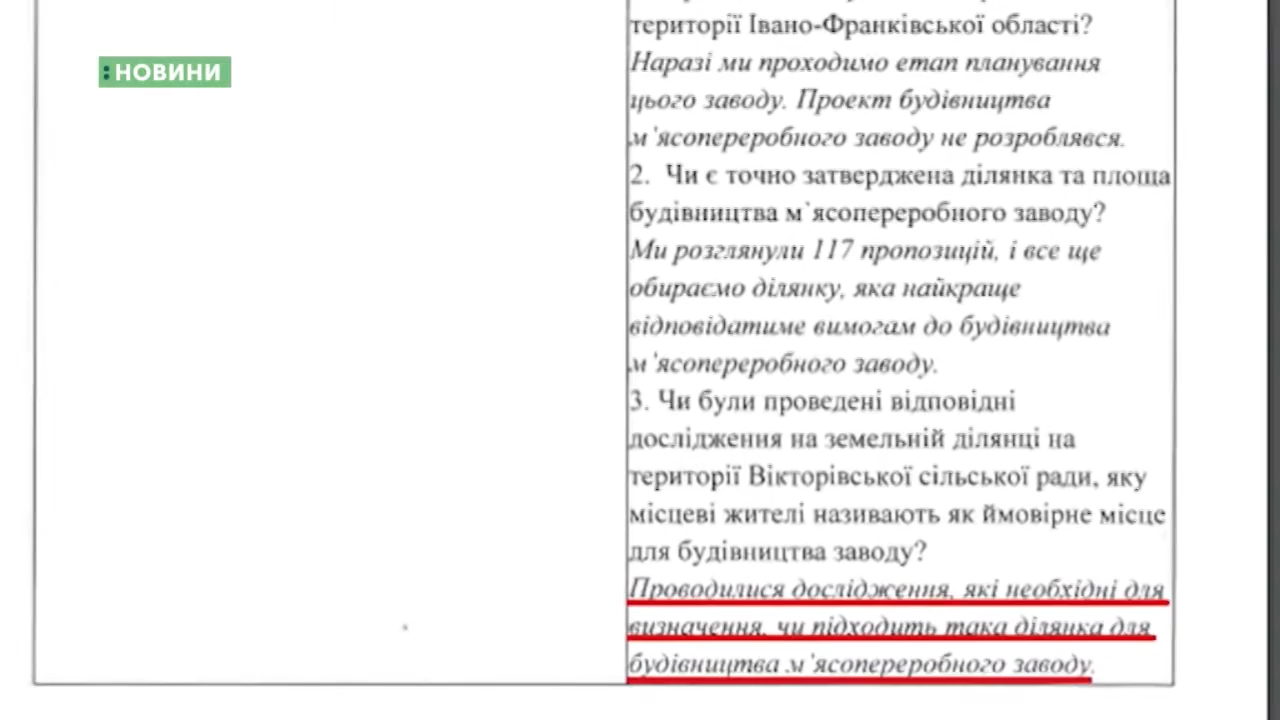 :НОВИНИ
території Івано-Франківської області?
Наразі ми проходимо етап планування
цього заводу. Проект будівництва
м'ясопереробного заводу не розроблявся.
2. Чи є точно затверджена ділянка та площа
будівництва м`ясопереробного заводу?
Ми розглянули 117 пропозицій, і все ще
обираємо ділянку, яка найкраще
відповідатиме вимогам до будівництва
м'ясопереробного заводу.
3. Чи були проведені відповідні
дослідження на земельній ділянці на
території Вікторівської сільської ради, яку
місцеві жителі називають як ймовірне місце
для будівництва заводу?
Проводилися дослідження, які необхідні для
визначення, чи підходить така ділянка для
будівництва м'ясопереробного заводу.